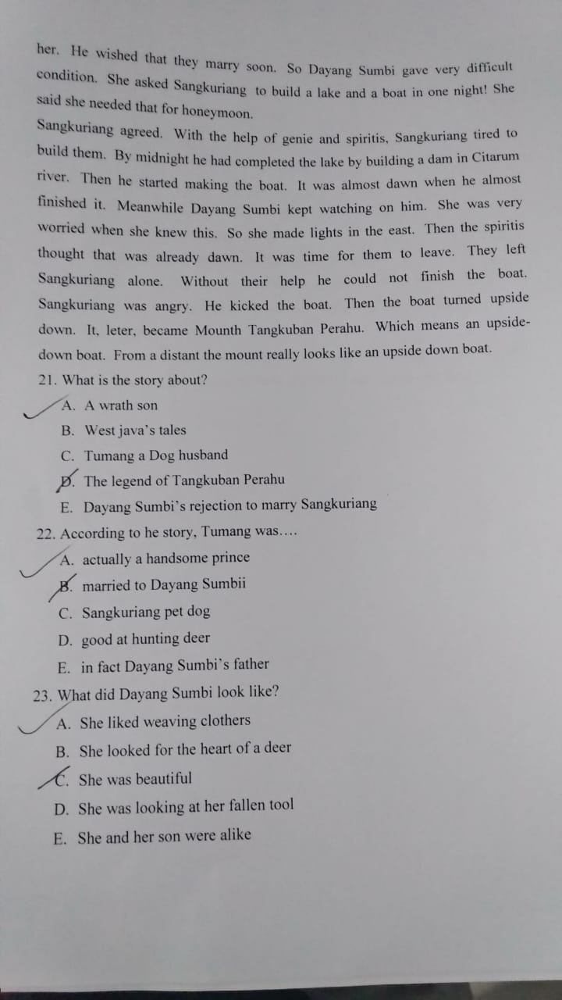 her. He wished that they marry soon. So Dayang Sumbi gave very difficult
condition. She asked Sangkuriang to build a lake and a boat in one night! She
said she needed that for honeymoon.
Sangkuriang agreed. With the help of genie and spiritis, Sangkuriang tired to
build them. By midnight he had completed the lake by building a dam in Citarum
river. Then he started making the boat. It was almost dawn when he almost
finished it. Meanwhile Dayang Sumbi kept watching on him. She was very
worried when she knew this. So she made lights in the east. Then the spiritis
thought that was already dawn. It was time for them to leave. They left
Sangkuriang alone. Without their help he could not finish the boat.
Sangkuriang was angry. He kicked the boat. Then the boat turned upside
down. It, leter, became Mounth Tangkuban Perahu. Which means an upside-
down boat. From a distant the mount really looks like an upside down boat.
21. What is the story about?
A. A wrath son
B. West java's tales
C. Tumang a Dog husband
D. The legend of Tangkuban Perahu
E. Dayang Sumbi's rejection to marry Sangkuriang
22. According to he story, Tumang was....
A. actually a handsome prince
B. married to Dayang Sumbii
C. Sangkuriang pet dog
D. good at hunting deer
E. in fact Dayang Sumbi's father
23. What did Dayang Sumbi look like?
A. She liked weaving clothers
B. She looked for the heart of a deer
C. She was beautiful
D. She was looking at her fallen tool
E. She and her son were alike